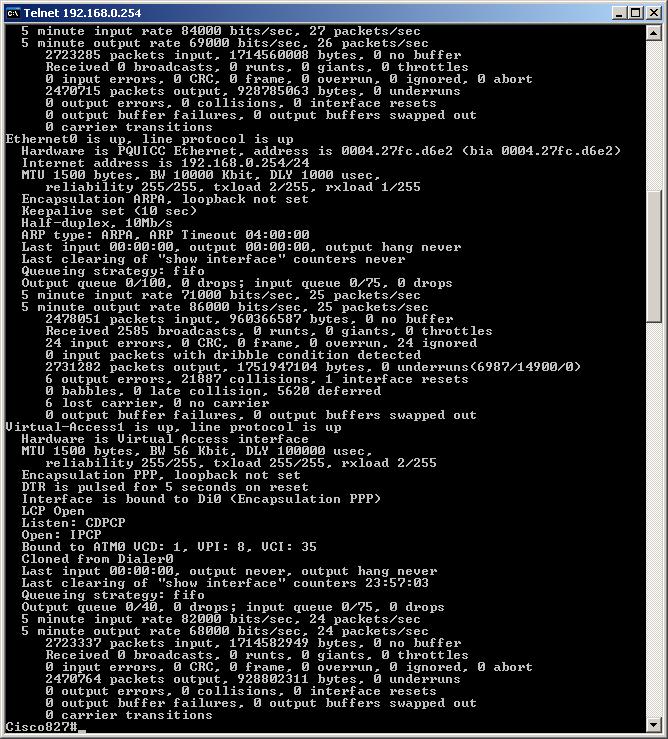 Telnet 192.168.0.254
  5 minute input rate 84000 bits/sec, 27 packets/sec
  5 minute output rate 69000 bits/sec, 26 packets/sec
     2723285 packets input, 1714560008 bytes, 0 no buffer
     Received 0 broadcasts, 0 runts, 0 giants, 0 throttles
     0 input errors, 0 CRC, 0 frame, 0 overrun, 0 ignored, 0 abort
     2470715 packets output, 928785063 bytes, 0 underruns
     0 output errors, 0 collisions, 0 interface resets
     0 output buffer failures, 0 output buffers swapped out
     0 carrier transitions
Ethernet0 is up, line protocol is up
  Hardware is PQUICC Ethernet, address is 0004.27fc.d6e2 (bia 0004.27fc.d6e2)
  Internet address is 192.168.0.254/24
  MTU 1500 bytes, BW 10000 Kbit, DLY 1000 usec,
     reliability 255/255, txload 2/255, rxload 1/255
  Encapsulation ARPA, loopback not set
  Keepalive set (10 sec)
  Half-duplex, 10Mb/s
  ARP type: ARPA, ARP Timeout 04:00:00
  Last input 00:00:00, output 00:00:00, output hang never
  Last clearing of "show interface" counters never
  Queueing strategy: fifo
  Output queue 0/100, 0 drops; input queue 0/75, 0 drops
  5 minute input rate 71000 bits/sec, 25 packets/sec
  5 minute output rate 86000 bits/sec, 25 packets/sec
     2478051 packets input, 960366587 bytes, 0 no buffer
     Received 2585 broadcasts, 0 runts, 0 giants, 0 throttles
     24 input errors, 0 CRC, 0 frame, 0 overrun, 24 ignored
     0 input packets with dribble condition detected
     2731282 packets output, 1751947104 bytes, 0 underruns(6987/14900/0)
     6 output errors, 21887 collisions, 1 interface resets
     0 babbles, 0 late collision, 5620 deferred
     6 lost carrier, 0 no carrier
     0 output buffer failures, 0 output buffers swapped out
Virtual-Access1 is up, line protocol is up
  Hardware is Virtual Access interface
  MTU 1500 bytes, BW 56 Kbit, DLY 100000 usec,
     reliability 255/255, txload 255/255, rxload 2/255
  Encapsulation PPP, loopback not set
  DTR is pulsed for 5 seconds on reset
  Interface is bound to Di0 (Encapsulation PPP)
  LCP Open
  Listen: CDPCP
  Open: IPCP
  Bound to ATM0 VCD: 1, VPI: 8, VCI: 35
  Cloned from Dialer0
  Last input 00:00:00, output never, output hang never
  Last clearing of "show interface" counters 23:57:03
  Queueing strategy: fifo
  Output queue 0/40, 0 drops; input queue 0/75, 0 drops
  5 minute input rate 82000 bits/sec, 24 packets/sec
  5 minute output rate 68000 bits/sec, 24 packets/sec
     2723337 packets input, 1714582949 bytes, 0 no buffer
     Received 0 broadcasts, 0 runts, 0 giants, 0 throttles
     0 input errors, 0 CRC, 0 frame, 0 overrun, 0 ignored, 0 abort
     2470764 packets output, 928802311 bytes, 0 underruns
     0 output errors, 0 collisions, 0 interface resets
     0 output buffer failures, 0 output buffers swapped out
     0 carrier transitions
Cisco827#_